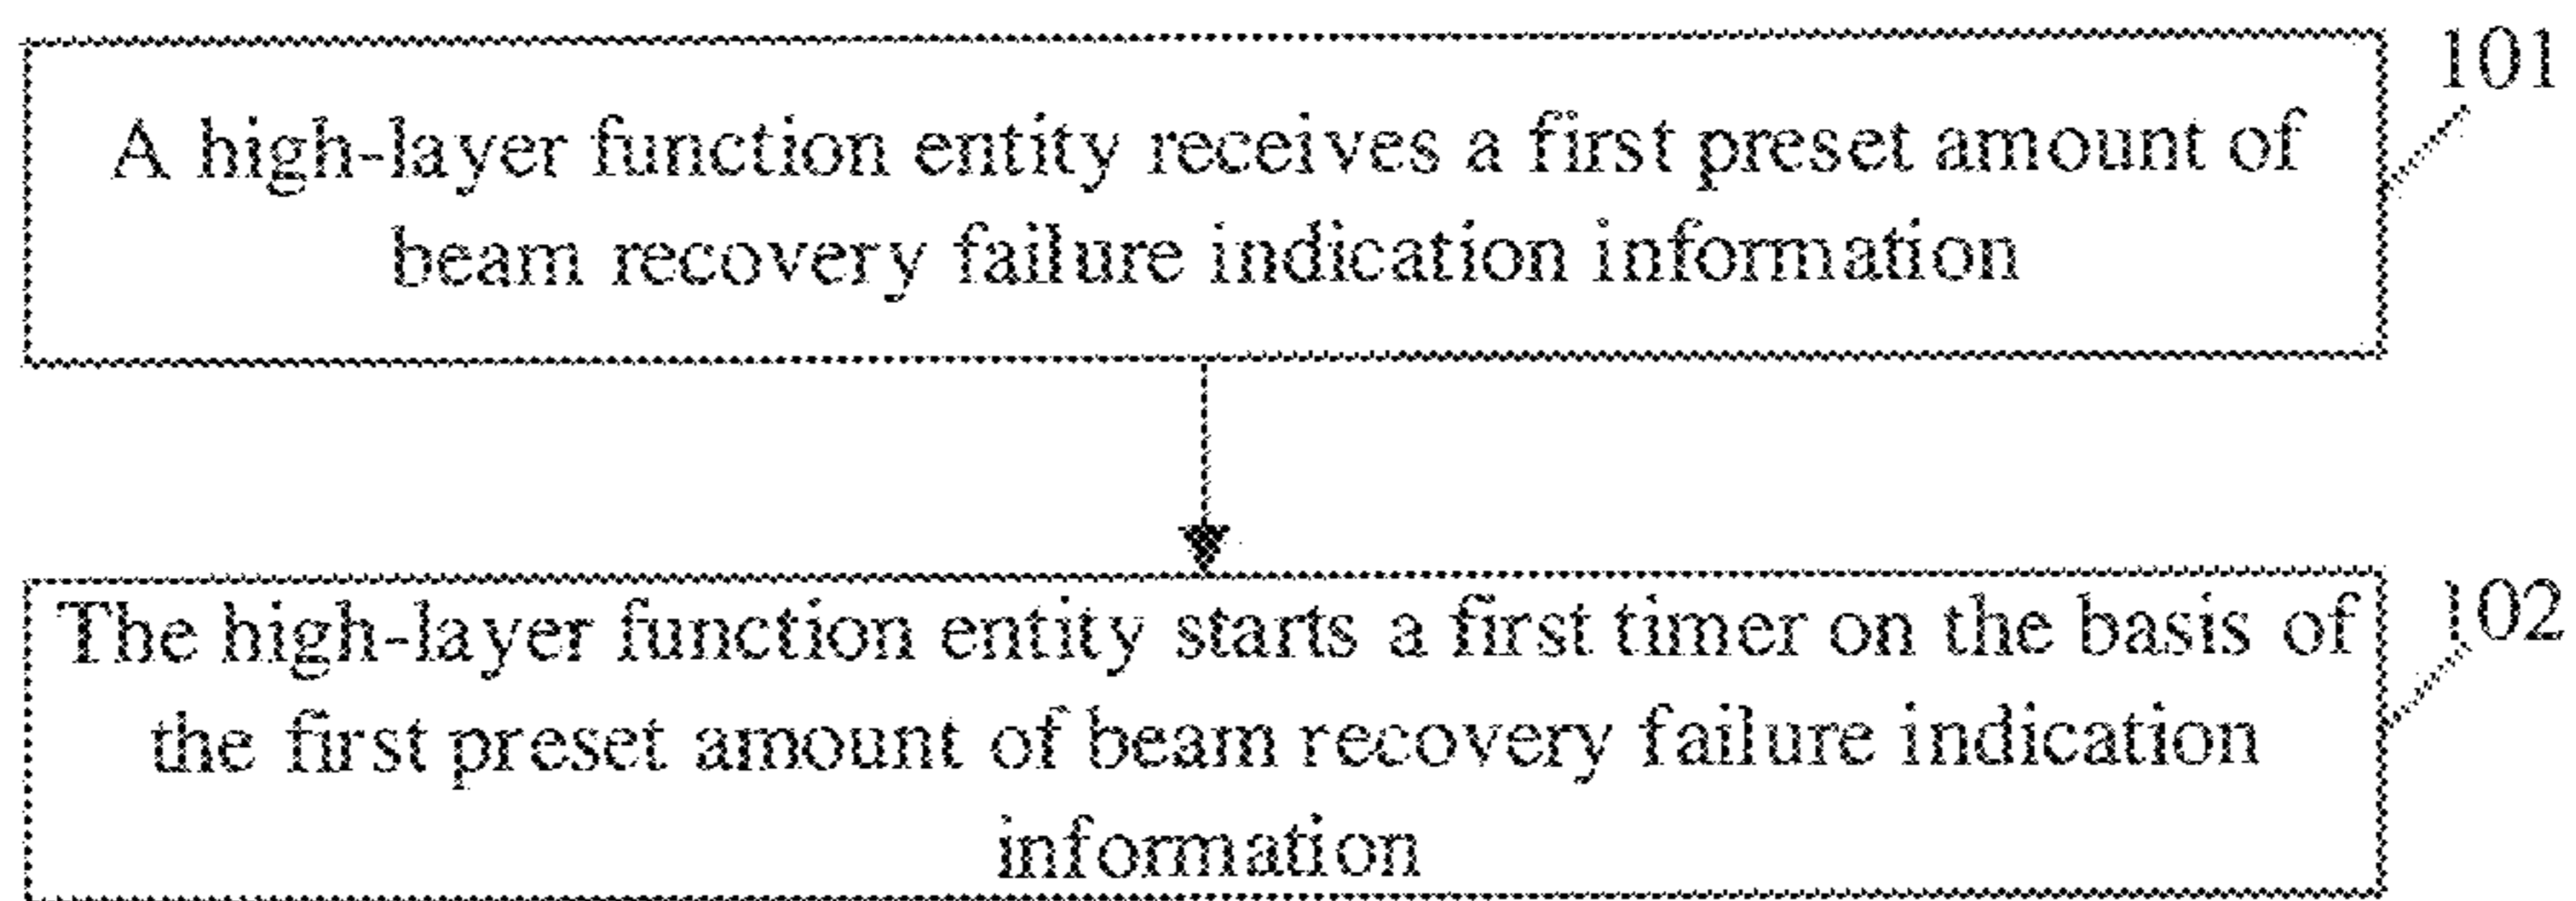 101
A high-layer function entity receives a first preset amount of
beam recovery failure indication information
102
The high-layer function entity starts a first timer on the basis of
the first preset amount of beam recovery failure indication
information